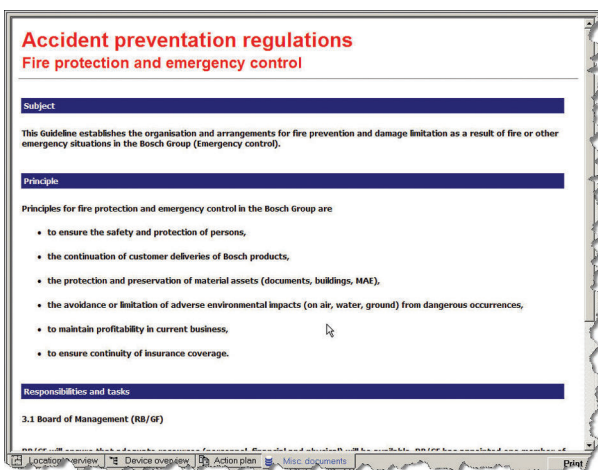 Accident preventation regulations
Fire protection and emergency control
Subject
This Guideline establishes the organisation and arrangements for fire prevention and damage limitation as a result of fire or other
emergency situations in the Bosch Group (Emergency control).
Principle
Principles for fire protection and emergency control in the Bosch Group are
• to ensure the safety and protection of persons,
• the continuation of customer deliveries of Bosch products,
• the protection and preservation of material assets (documents, buildings, MAE),
• the avoidance or limitation of adverse environmental impacts (on air, water, ground) from dangerous occurrences,
• to maintain profitability in current business,
• to ensure continuity of insurance coverage.
Responsibilities and tasks
3.1 Board of Management (RB/GF)
Location overview Device overview Action plan Misc. documents Print